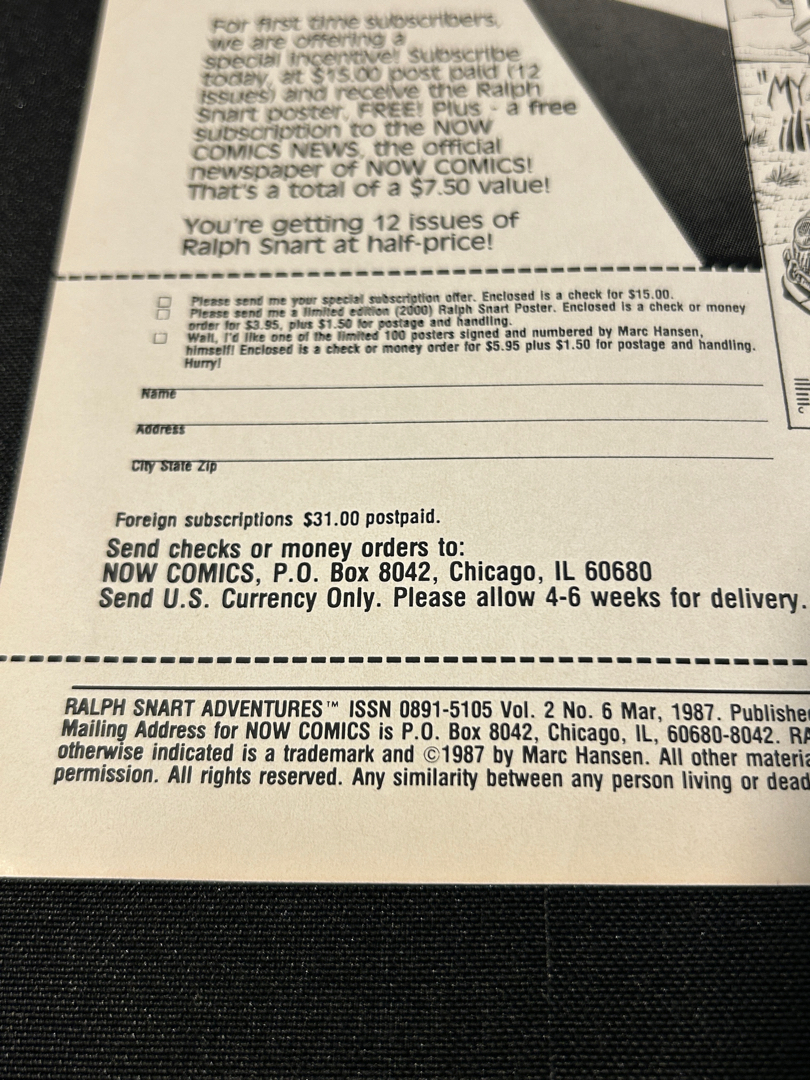 For first time subscribers,
we are offering a
special incentive! Subscribe
today, at $15.00 post paid (12
issues) and receive the Ralph
Snart poster, FREE! Plus - a free
subscription to the NOW
COMICS NEWS, the official
newspaper of NOW COMICS!
That's a total of a $7.50 value!
You're getting 12 issues of
Ralph Snart at half-price!
"MY
Please send me your special subscription offer. Enclosed is a check for $15.00.
Please send me a limited edition (2000) Ralph Snart Poster. Enclosed is a check or money
order for $3.95, plus $1.50 for postage and handling.
Wait, I'd like one of the limited 100 posters signed and numbered by Marc Hansen,
himself! Enclosed is a check or money order for $5.95 plus $1.50 for postage and handling.
Hurry!
Name
Address
City State Zip
Foreign subscriptions $31.00 postpaid.
Send checks or money orders to:
NOW COMICS, P.O. Box 8042, Chicago, IL 60680
Send U.S. Currency Only. Please allow 4-6 weeks for delivery.
RALPH SNART ADVENTURES™ ISSN 0891-5105 Vol. 2 No. 6 Mar, 1987. Publishe
Mailing Address for NOW COMICS is P.O. Box 8042, Chicago, IL, 60680-8042. RA
otherwise indicated is a trademark and ©1987 by Marc Hansen. All other materia
permission. All rights reserved. Any similarity between any person living or dead